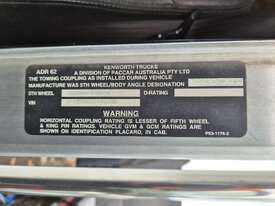 KENWORTH TRUCKS
ADR 62 A DIVISION OF PACCAR AUSTRALIA PTY LTD
THE TOWING COUPLING AS INSTALLED DURING VEHICLE
MANUFACTURE WAS 5TH WHEEL/BODY ANGLE DESIGNATION
5TH WHEEL D-RATING
VIN
WARNING
HORIZONTAL COUPLING RATING IS LESSER OF FIFTH WHEEL
& KING PIN RATINGS. VEHICLE GVM & GCM RATINGS ARE
SHOWN ON IDENTIFICATION PLACARD, IN CAB.